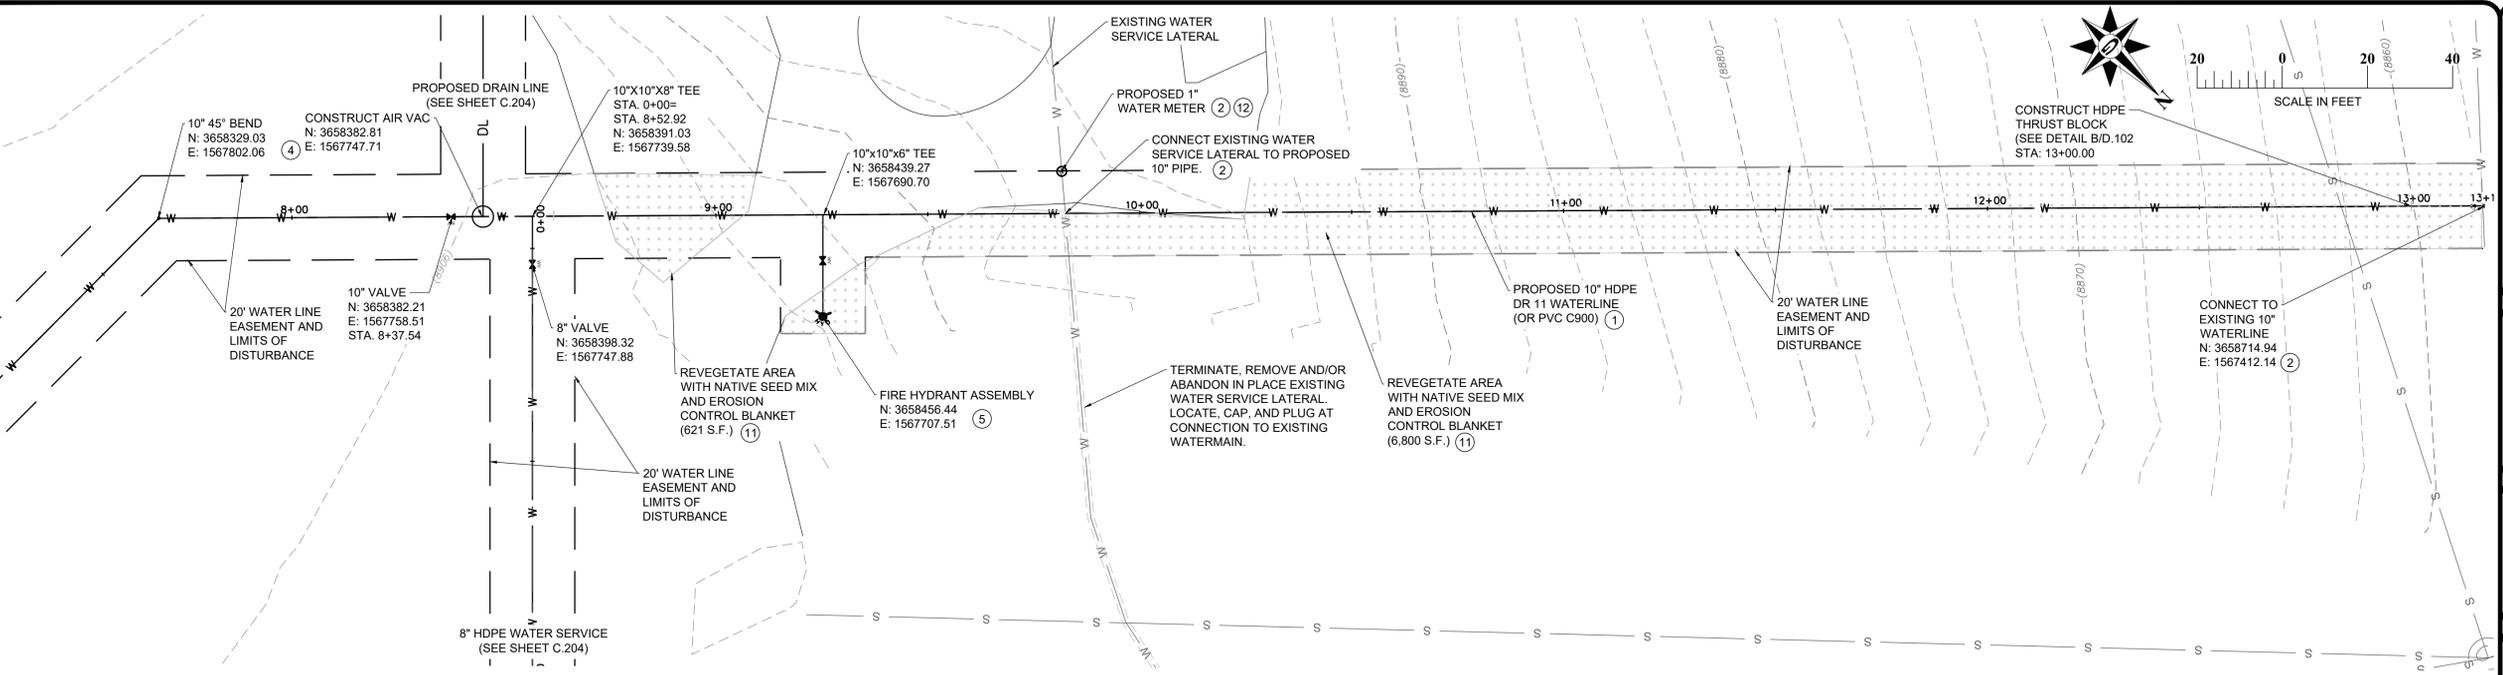 EXISTING WATER
SERVICE LATERAL
20 0 20 40
SCALE IN FEET
N
(8890)
(8880)
(8860)
PROPOSED DRAIN LINE
(SEE SHEET C.204)
DL
10" 45° BEND
N: 3658329.03
E: 1567802.06
4
CONSTRUCT AIR VAC
N: 3658382.81
E: 1567747.71
10"X10"X8" TEE
STA. 0+00=
STA. 8+52.92
N: 3658391.03
E: 1567739.58
10"x10"x6" TEE
N: 3658439.27
E: 1567690.70
PROPOSED 1"
WATER METER 2 12
CONNECT EXISTING WATER
SERVICE LATERAL TO PROPOSED
10" PIPE. 2
CONSTRUCT HDPE
THRUST BLOCK
(SEE DETAIL B/D.102
STA: 13+00.00
8+00
0+00
9+00
10+00
11+00
12+00
13+00
13+1
(8906)
(8870)
20' WATER LINE
EASEMENT AND
LIMITS OF
DISTURBANCE
10" VALVE
N: 3658382.21
E: 1567758.51
STA. 8+37.54
8" VALVE
N: 3658398.32
E: 1567747.88
REVEGETATE AREA
WITH NATIVE SEED MIX
AND EROSION
CONTROL BLANKET
(621 S.F.) 11
FIRE HYDRANT ASSEMBLY
N: 3658456.44
E: 1567707.51
5
TERMINATE, REMOVE AND/OR
ABANDON IN PLACE EXISTING
WATER SERVICE LATERAL.
LOCATE, CAP, AND PLUG AT
CONNECTION TO EXISTING
WATERMAIN.
REVEGETATE AREA
WITH NATIVE SEED MIX
AND EROSION
CONTROL BLANKET
(6,800 S.F.) 11
PROPOSED 10" HDPE
DR 11 WATERLINE
(OR PVC C900) 1
20' WATER LINE
EASEMENT AND
LIMITS OF
DISTURBANCE
CONNECT TO
EXISTING 10"
WATERLINE
N: 3658714.94
E: 1567412.14 2
20' WATER LINE
EASEMENT AND
LIMITS OF
DISTURBANCE
8" HDPE WATER SERVICE
(SEE SHEET C.204)
W W W W W W W W W W W W W W W W W W W W
S S S S S S S S S S S S S S S